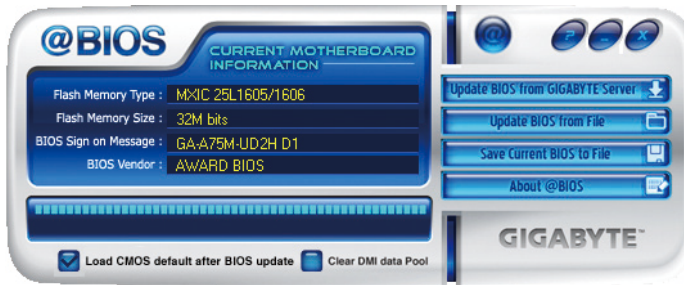 @BIOS
CURRENT MOTHERBOARD
INFORMATION
Flash Memory Type : MXIC 25L1605/1606
Flash Memory Size : 32M bits
BIOS Sign on Message : GA-A75M-UD2H D1
BIOS Vendor : AWARD BIOS
Load CMOS default after BIOS update
Clear DMI data Pool
@
? _ X
Update BIOS from GIGABYTE Server
Update BIOS from File
Save Current BIOS to File
About @BIOS
GIGABYTE™